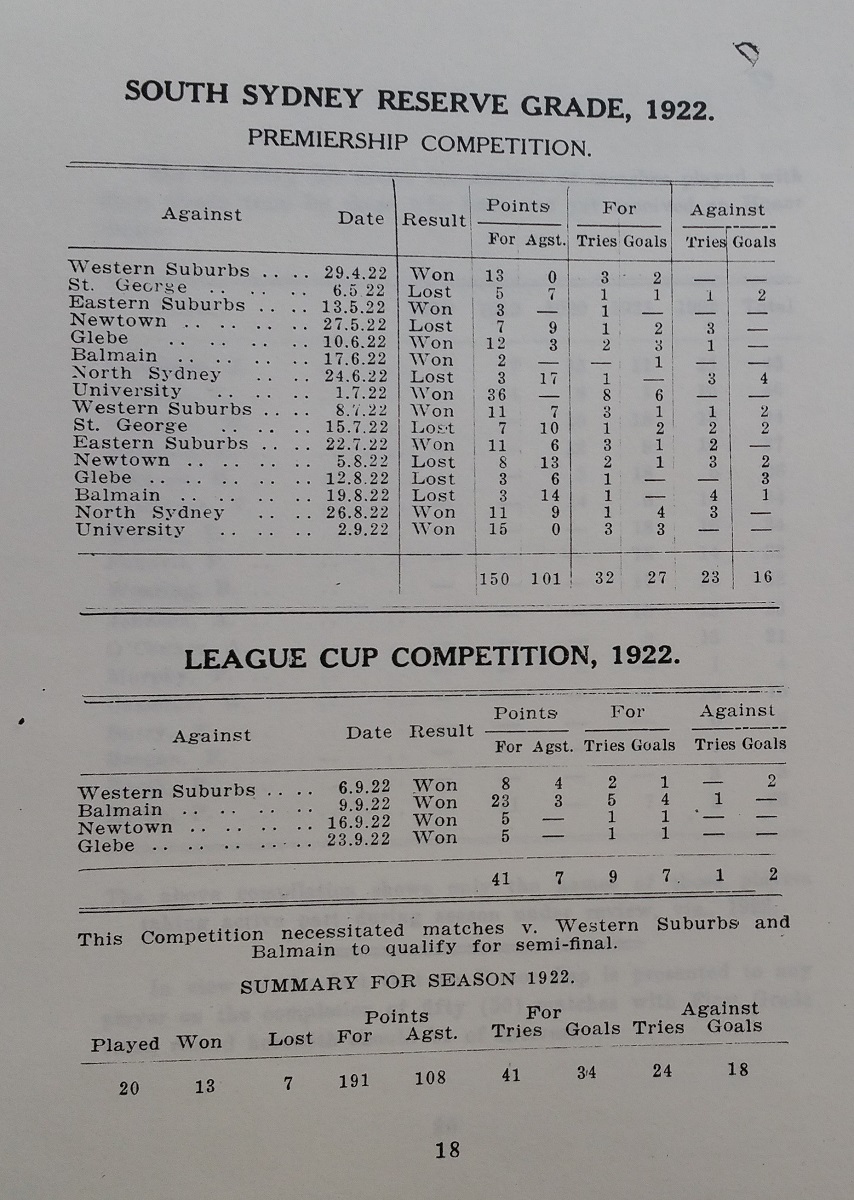 SOUTH SYDNEY RESERVE GRADE, 1922.
PREMIERSHIP COMPETITION.
Against Date Result Points For Against
For Agst. Tries Goals Tries Goals
Western Suburbs . . . . 29.4.22 Won 13 0 3 2 — —
St. George . . . . . . 6.5 22 Lost 5 7 1 1 1 2
Eastern Suburbs . . . . 13.5.22 Won 3 — 1 — — —
Newtown . . . . . . . . 27.5.22 Lost 7 9 1 2 3 —
Glebe . . . . . . . . 10.6.22 Won 12 3 2 3 1 —
Balmain . . . . . . . . 17.6.22 Won 2 — — 1 — —
North Sydney . . . . 24.6.22 Lost 3 17 1 — 3 4
University . . . . . . 1.7.22 Won 36 — 8 6 — —
Western Suburbs . . . . 8.7.22 Won 11 7 3 1 1 2
St. George . . . . . . 15.7.22 Lost 7 10 1 2 2 2
Eastern Suburbs . . . . 22.7.22 Won 11 6 3 1 2 —
Newtown . . . . . . . . 5.8.22 Lost 8 13 2 1 3 2
Glebe . . . . . . . . . . 12.8.22 Lost 3 6 1 — — 3
Balmain . . . . . . . . 19.8.22 Lost 3 14 1 — 4 1
North Sydney . . . . 26.8.22 Won 11 9 1 4 3 —
University . . . . . . 2.9.22 Won 15 0 3 3 — —
150 101 32 27 23 16
LEAGUE CUP COMPETITION, 1922.
Against Date Result Points For Against
For Agst. Tries Goals Tries Goals
Western Suburbs . . . . 6.9.22 Won 8 4 2 1 — 2
Balmain . . . . . . . . 9.9.22 Won 23 3 5 4 1 —
Newtown . . . . . . . . 16.9.22 Won 5 — 1 1 — —
Glebe . . . . . . . . . . 23.9.22 Won 5 — 1 1 — —
41 7 9 7 1 2
This Competition necessitated matches v. Western Suburbs and
Balmain to qualify for semi-final.
SUMMARY FOR SEASON 1922.
Points For Against
Played Won Lost For Agst. Tries Goals Tries Goals
20 13 7 191 108 41 34 24 18
18